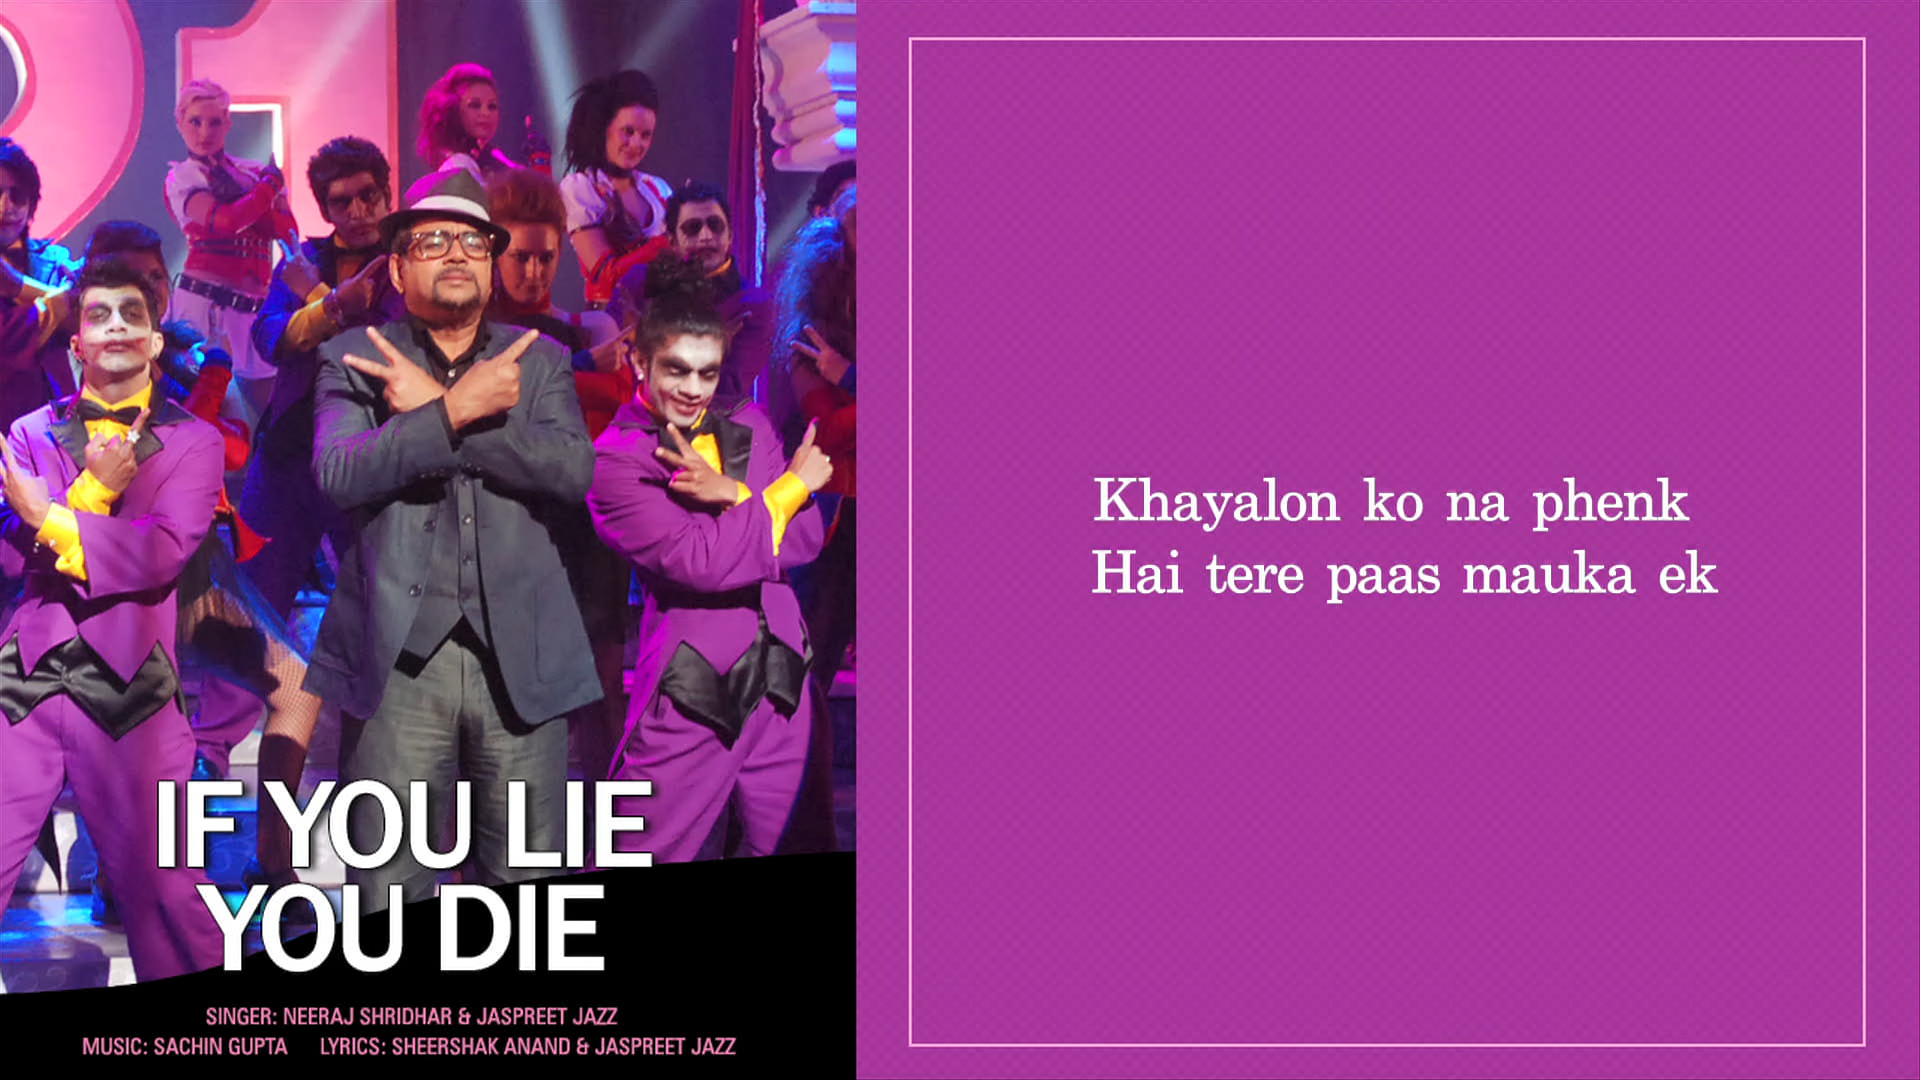 IF YOU LIE
YOU DIE
SINGER: NEERAJ SHRIDHAR & JASPREET JAZZ
MUSIC: SACHIN GUPTA LYRICS: SHEERSHAK ANAND & JASPREET JAZZ
Khayalon ko na phenk
Hai tere paas mauka ek